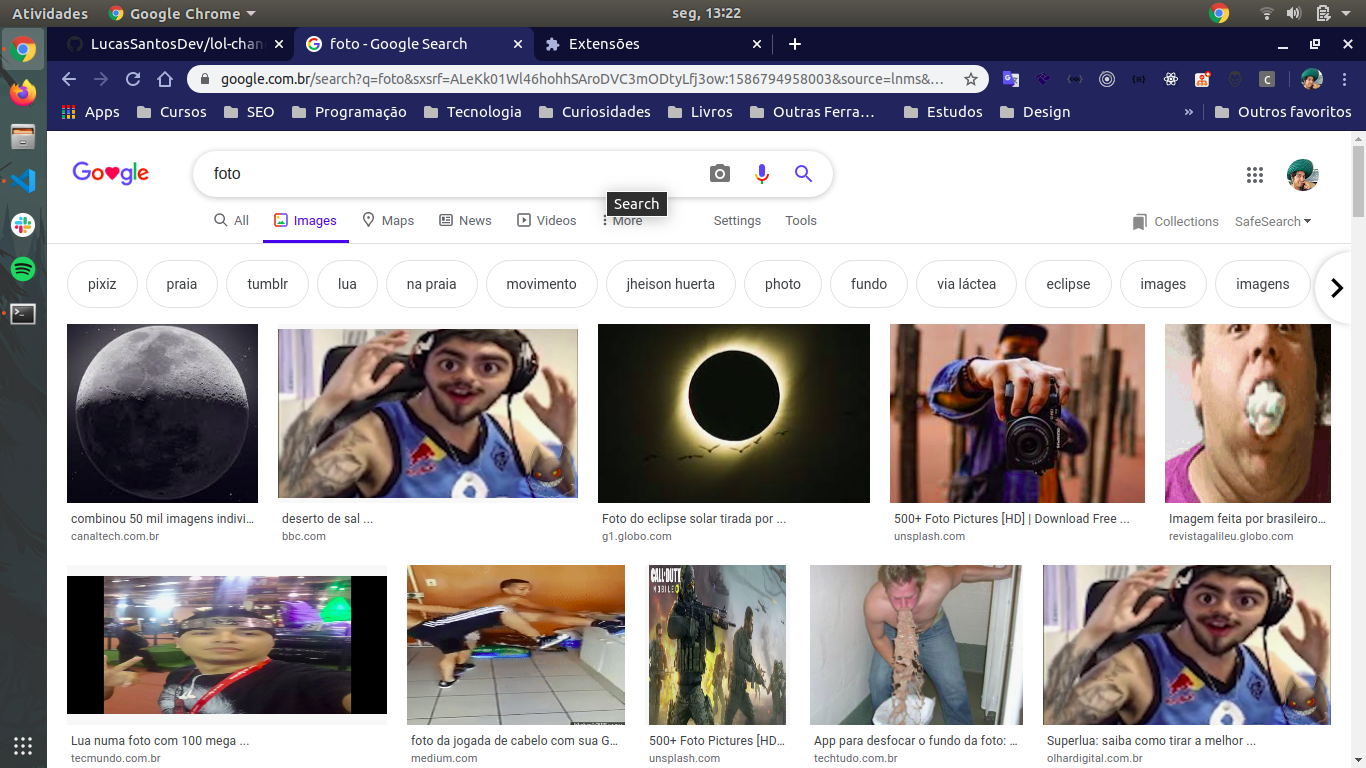 Atividades Google Chrome seg, 13:22
LucasSantosDev/lol-chan foto - Google Search Extensões
google.com.br/search?q=foto&sxsrf=ALeKk01Wl46hohhSAroDVC3mODtyLfj3ow:1586794958003&source=lnms&...
Apps Cursos SEO Programação Tecnologia Curiosidades Livros Outras Ferra... Estudos Design » Outros favoritos
Google foto
Search
All Images Maps News Videos More Settings Tools Collections SafeSearch
pixiz praia tumblr lua na praia movimento jheison huerta photo fundo via láctea eclipse images imagens
combinou 50 mil imagens indivi... deserto de sal ... Foto do eclipse solar tirada por ... 500+ Foto Pictures [HD] | Download Free ... Imagem feita por brasileiro...
canaltech.com.br bbc.com g1.globo.com unsplash.com revistagalileu.globo.com
CALL OF DUTY
MOBILE
Lua numa foto com 100 mega ... foto da jogada de cabelo com sua G... 500+ Foto Pictures [HD... App para desfocar o fundo da foto: ... Superlua: saiba como tirar a melhor ...
tecmundo.com.br medium.com unsplash.com techtudo.com.br olhardigital.com.br